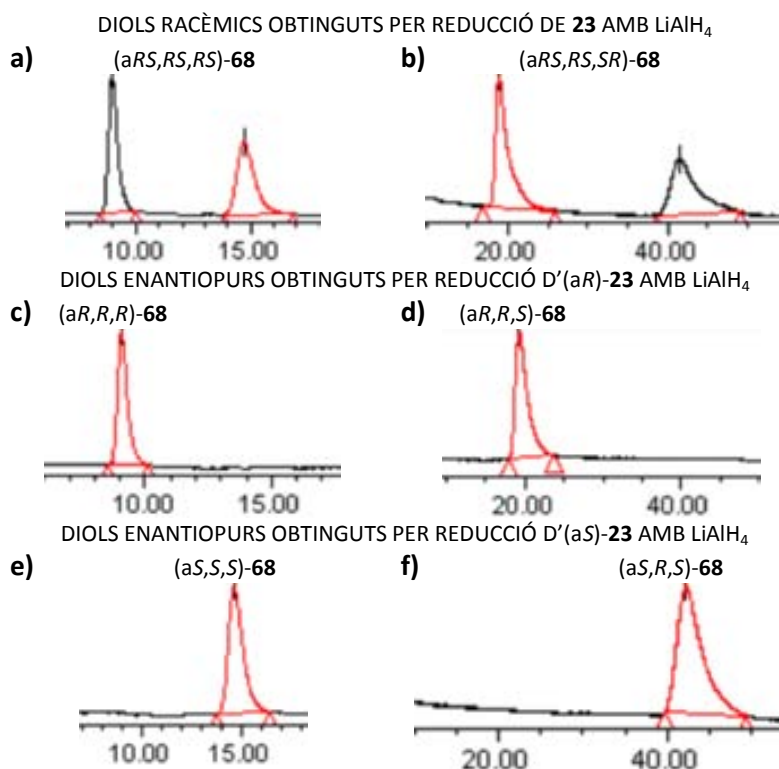 DIOLS RACÈMICS OBTINGUTS PER REDUCCIÓ DE 23 AMB LiAlH₄
a) (aRS,RS,RS)-68 b) (aRS,RS,SR)-68
10.00 15.00 20.00 40.00
DIOLS ENANTIOPURS OBTINGUTS PER REDUCCIÓ D'(aR)-23 AMB LiAlH₄
c) (aR,R,R)-68 d) (aR,R,S)-68
10.00 15.00 20.00 40.00
DIOLS ENANTIOPURS OBTINGUTS PER REDUCCIÓ D'(aS)-23 AMB LiAlH₄
e) (aS,S,S)-68 f) (aS,R,S)-68
10.00 15.00 20.00 40.00